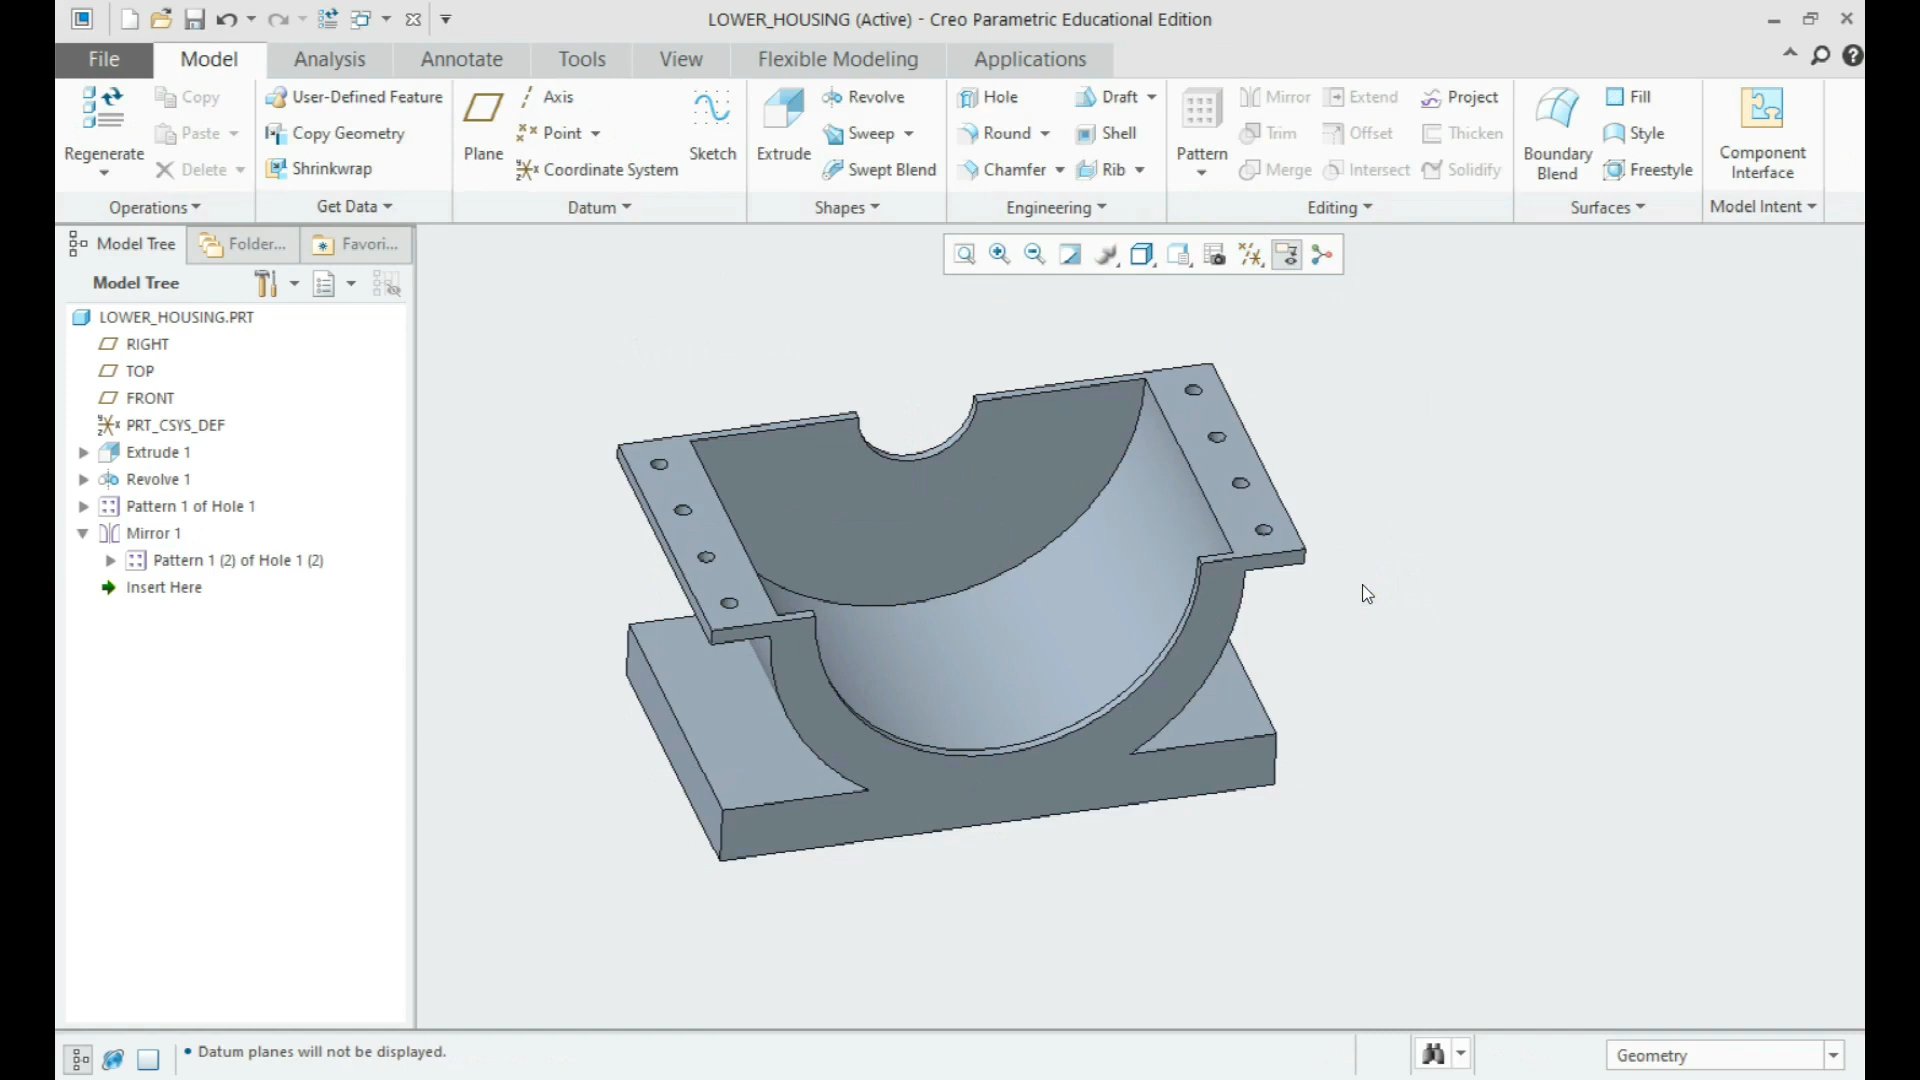 LOWER_HOUSING (Active) - Creo Parametric Educational Edition
File Model Analysis Annotate Tools View Flexible Modeling Applications
Regenerate
Copy
Paste
Delete
Operations
User-Defined Feature
Copy Geometry
Shrinkwrap
Get Data
Plane
Axis
Point
Coordinate System
Sketch
Datum
Extrude
Revolve
Sweep
Swept Blend
Shapes
Hole
Round
Chamfer
Draft
Shell
Rib
Engineering
Pattern
Mirror
Trim
Merge
Extend
Offset
Intersect
Project
Thicken
Solidify
Editing
Boundary
Blend
Fill
Style
Freestyle
Surfaces
Component
Interface
Model Intent
Model Tree Folder... Favori...
Model Tree
LOWER_HOUSING.PRT
RIGHT
TOP
FRONT
PRT_CSYS_DEF
Extrude 1
Revolve 1
Pattern 1 of Hole 1
Mirror 1
Pattern 1 (2) of Hole 1 (2)
Insert Here
• Datum planes will not be displayed.
Geometry